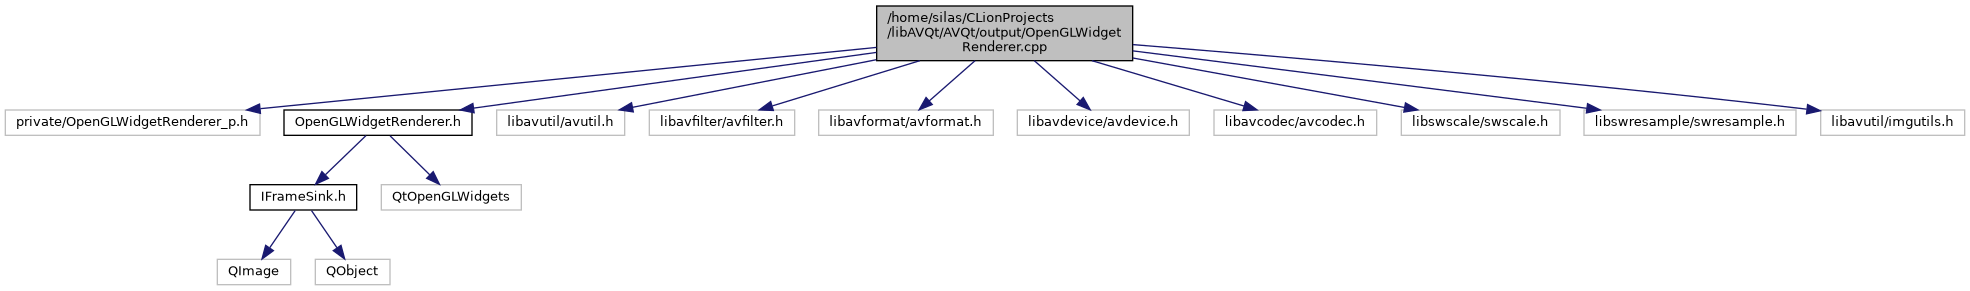 /home/silas/CLionProjects
/libAVQt/AVQt/output/OpenGLWidget
Renderer.cpp
private/OpenGLWidgetRenderer_p.h
OpenGLWidgetRenderer.h
libavutil/avutil.h
libavfilter/avfilter.h
libavformat/avformat.h
libavdevice/avdevice.h
libavcodec/avcodec.h
libswscale/swscale.h
libswresample/swresample.h
libavutil/imgutils.h
IFrameSink.h
QtOpenGLWidgets
QImage
QObject